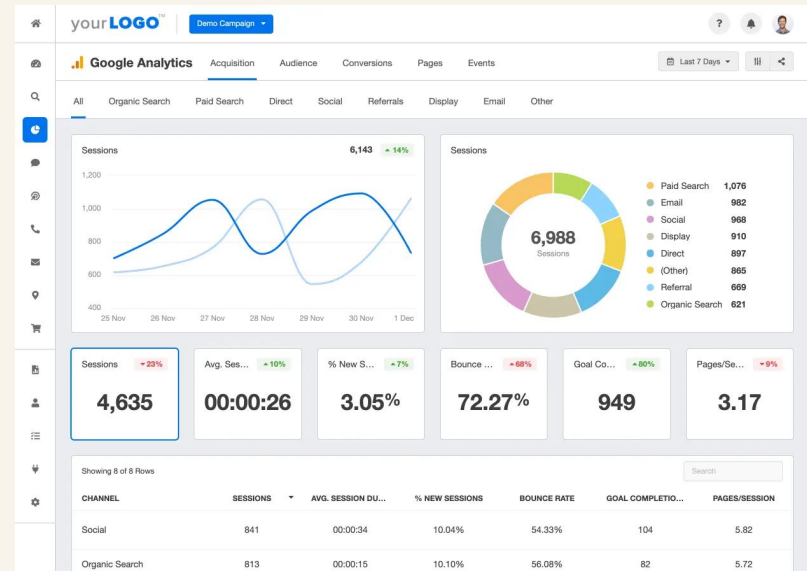 yourLOGO™ Demo Campaign ?
Google Analytics Acquisition Audience Conversions Pages Events Last 7 Days
All Organic Search Paid Search Direct Social Referrals Display Email Other
Sessions 6,143 14%
1,200
1,000
800
600
400
25 Nov 26 Nov 27 Nov 28 Nov 29 Nov 30 Nov 1 Dec
Sessions
6,988
Sessions
Paid Search 1,076
Email 982
Social 968
Display 910
Direct 897
(Other) 865
Referral 669
Organic Search 621
Sessions 23%
4,635
Avg. Ses... 10%
00:00:26
% New S... 7%
3.05%
Bounce ... 68%
72.27%
Goal Co... 80%
949
Pages/Se... 9%
3.17
Showing 8 of 8 Rows Search
CHANNEL SESSIONS AVG. SESSION DU... % NEW SESSIONS BOUNCE RATE GOAL COMPLETIO... PAGES/SESSION
Social 841 00:00:34 10.04% 54.33% 104 5.82
Organic Search 813 00:00:15 10.10% 56.08% 82 5.72